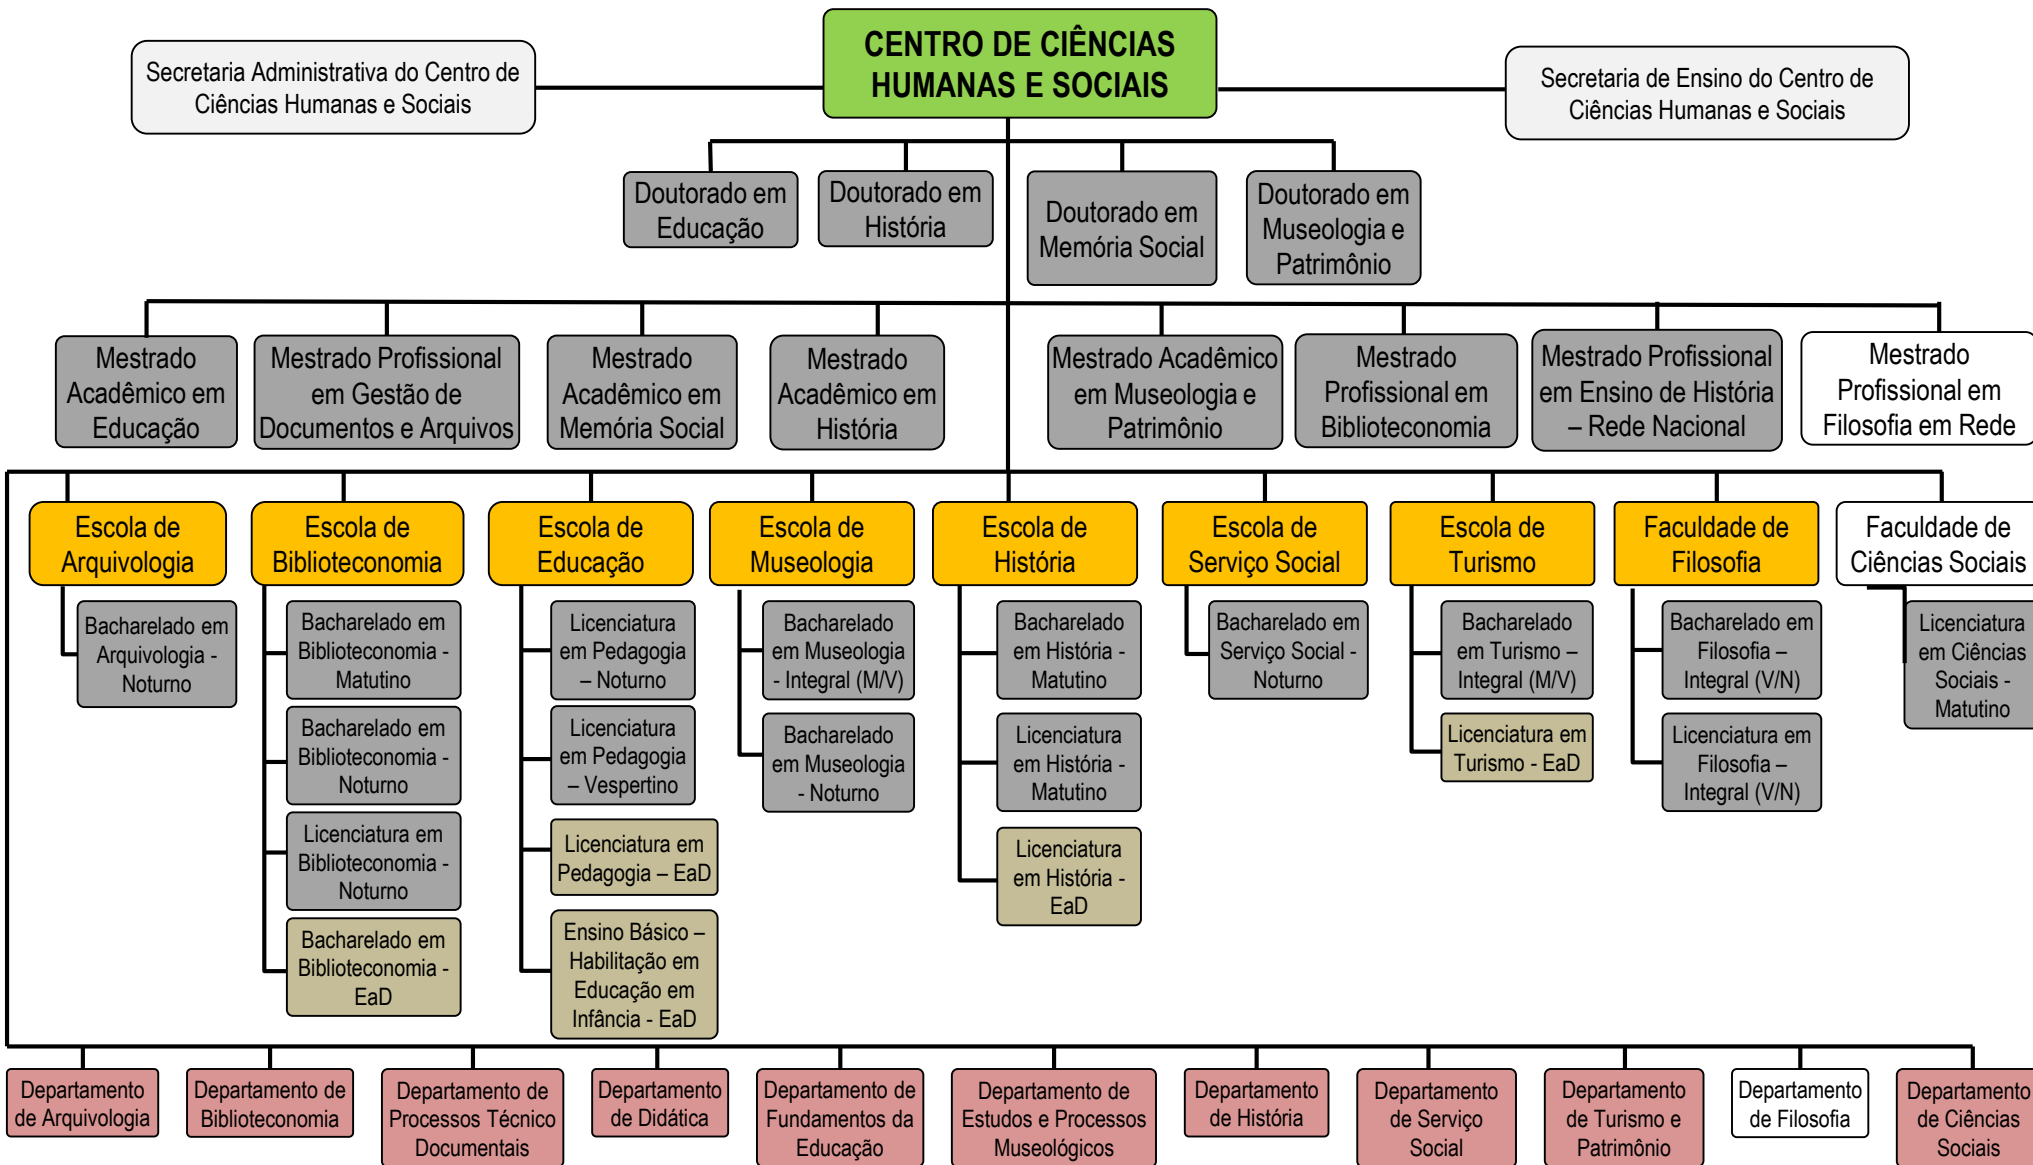 CENTRO DE CIÊNCIAS
HUMANAS E SOCIAIS
Secretaria Administrativa do Centro de
Ciências Humanas e Sociais
Secretaria de Ensino do Centro de
Ciências Humanas e Sociais
Doutorado em
Educação
Doutorado em
História
Doutorado em
Memória Social
Doutorado em
Museologia e
Patrimônio
Mestrado
Acadêmico em
Educação
Mestrado Profissional
em Gestão de
Documentos e Arquivos
Mestrado
Acadêmico em
Memória Social
Mestrado
Acadêmico em
História
Mestrado Acadêmico
em Museologia e
Patrimônio
Mestrado
Profissional em
Biblioteconomia
Mestrado Profissional
em Ensino de História
– Rede Nacional
Mestrado
Profissional em
Filosofia em Rede
Escola de
Arquivologia
Escola de
Biblioteconomia
Escola de
Educação
Escola de
Museologia
Escola de
História
Escola de
Serviço Social
Escola de
Turismo
Faculdade de
Filosofia
Faculdade de
Ciências Sociais
Bacharelado em
Arquivologia -
Noturno
Bacharelado em
Biblioteconomia -
Matutino
Bacharelado em
Biblioteconomia -
Noturno
Licenciatura em
Biblioteconomia -
Noturno
Bacharelado em
Biblioteconomia -
EaD
Licenciatura
em Pedagogia
– Noturno
Licenciatura
em Pedagogia
– Vespertino
Licenciatura em
Pedagogia – EaD
Ensino Básico –
Habilitação em
Educação em
Infância - EaD
Bacharelado
em Museologia
- Integral (M/V)
Bacharelado
em Museologia
- Noturno
Bacharelado
em História -
Matutino
Licenciatura
em História -
Matutino
Licenciatura
em História -
EaD
Bacharelado em
Serviço Social -
Noturno
Bacharelado
em Turismo –
Integral (M/V)
Licenciatura em
Turismo - EaD
Bacharelado em
Filosofia –
Integral (V/N)
Licenciatura em
Filosofia –
Integral (V/N)
Licenciatura
em Ciências
Sociais -
Matutino
Departamento
de Arquivologia
Departamento de
Biblioteconomia
Departamento de
Processos Técnico
Documentais
Departamento
de Didática
Departamento de
Fundamentos da
Educação
Departamento de
Estudos e Processos
Museológicos
Departamento
de História
Departamento
de Serviço
Social
Departamento
de Turismo e
Patrimônio
Departamento
de Filosofia
Departamento
de Ciências
Sociais